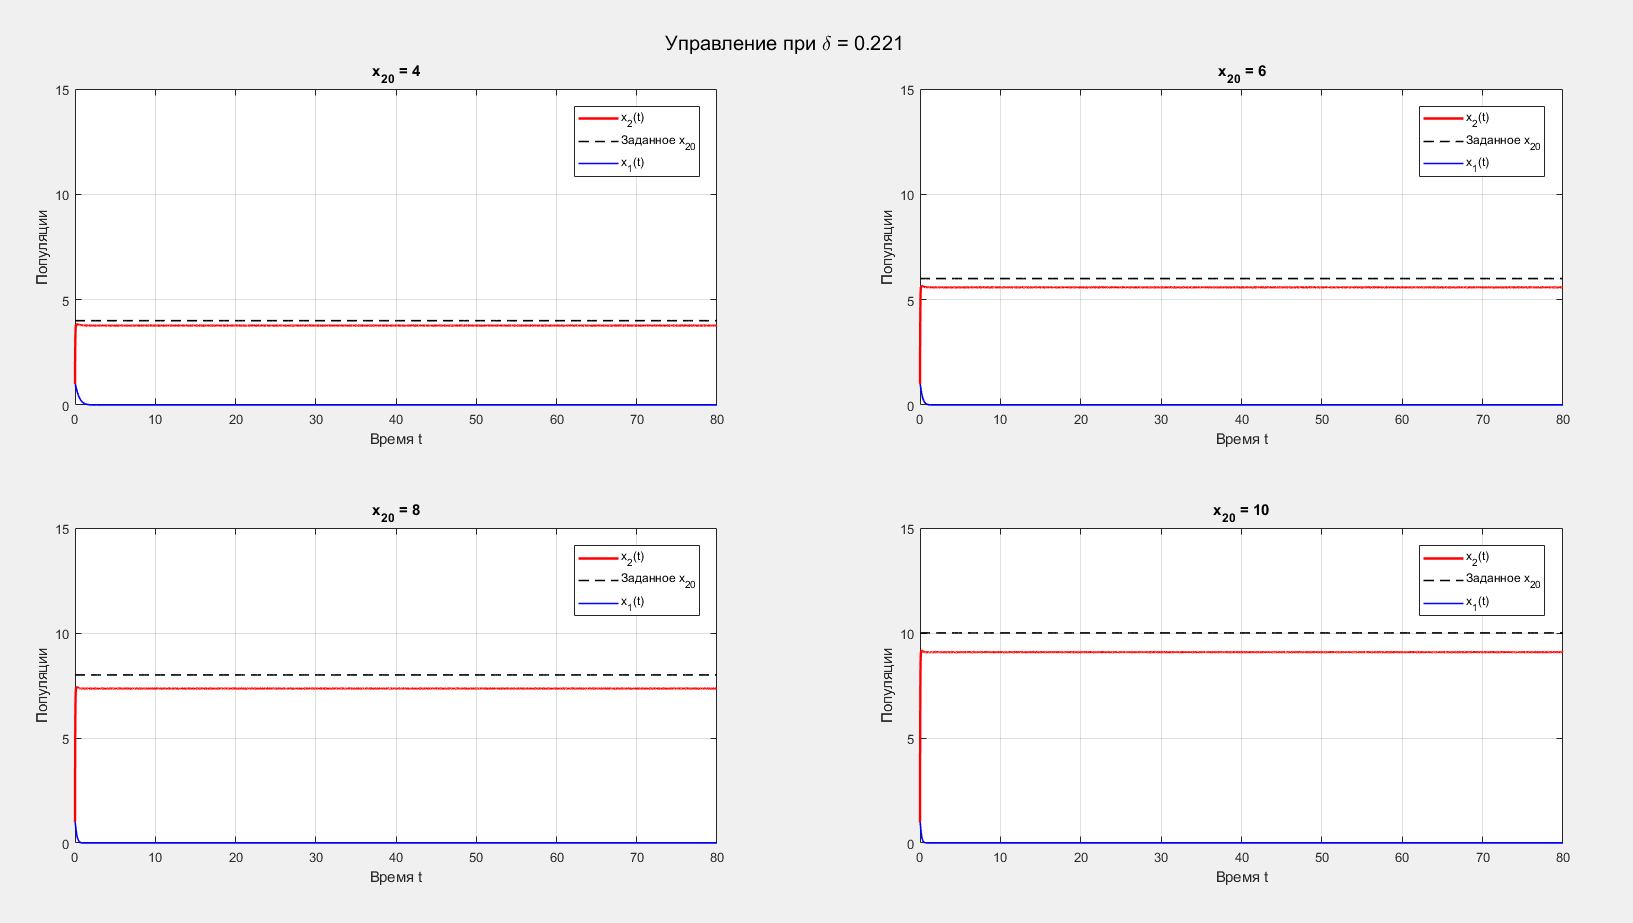 Управление при δ = 0.221
x20 = 4
15
10
5
0
0 10 20 30 40 50 60 70 80
Популяции
Время t
x2(t)
Заданное x20
x1(t)
x20 = 6
15
10
5
0
0 10 20 30 40 50 60 70 80
Популяции
Время t
x2(t)
Заданное x20
x1(t)
x20 = 8
15
10
5
0
0 10 20 30 40 50 60 70 80
Популяции
Время t
x2(t)
Заданное x20
x1(t)
x20 = 10
15
10
5
0
0 10 20 30 40 50 60 70 80
Популяции
Время t
x2(t)
Заданное x20
x1(t)